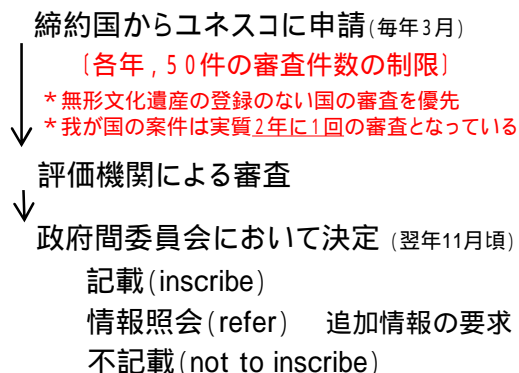 締約国からユネスコに申請(毎年3月)
〔各年,50件の審査件数の制限〕
*無形文化遺産の登録のない国の審査を優先
*我が国の案件は実質2年に1回の審査となっている
評価機関による審査
政府間委員会において決定 (翌年11月頃)
記載(inscribe)
情報照会(refer) 追加情報の要求
不記載(not to inscribe)